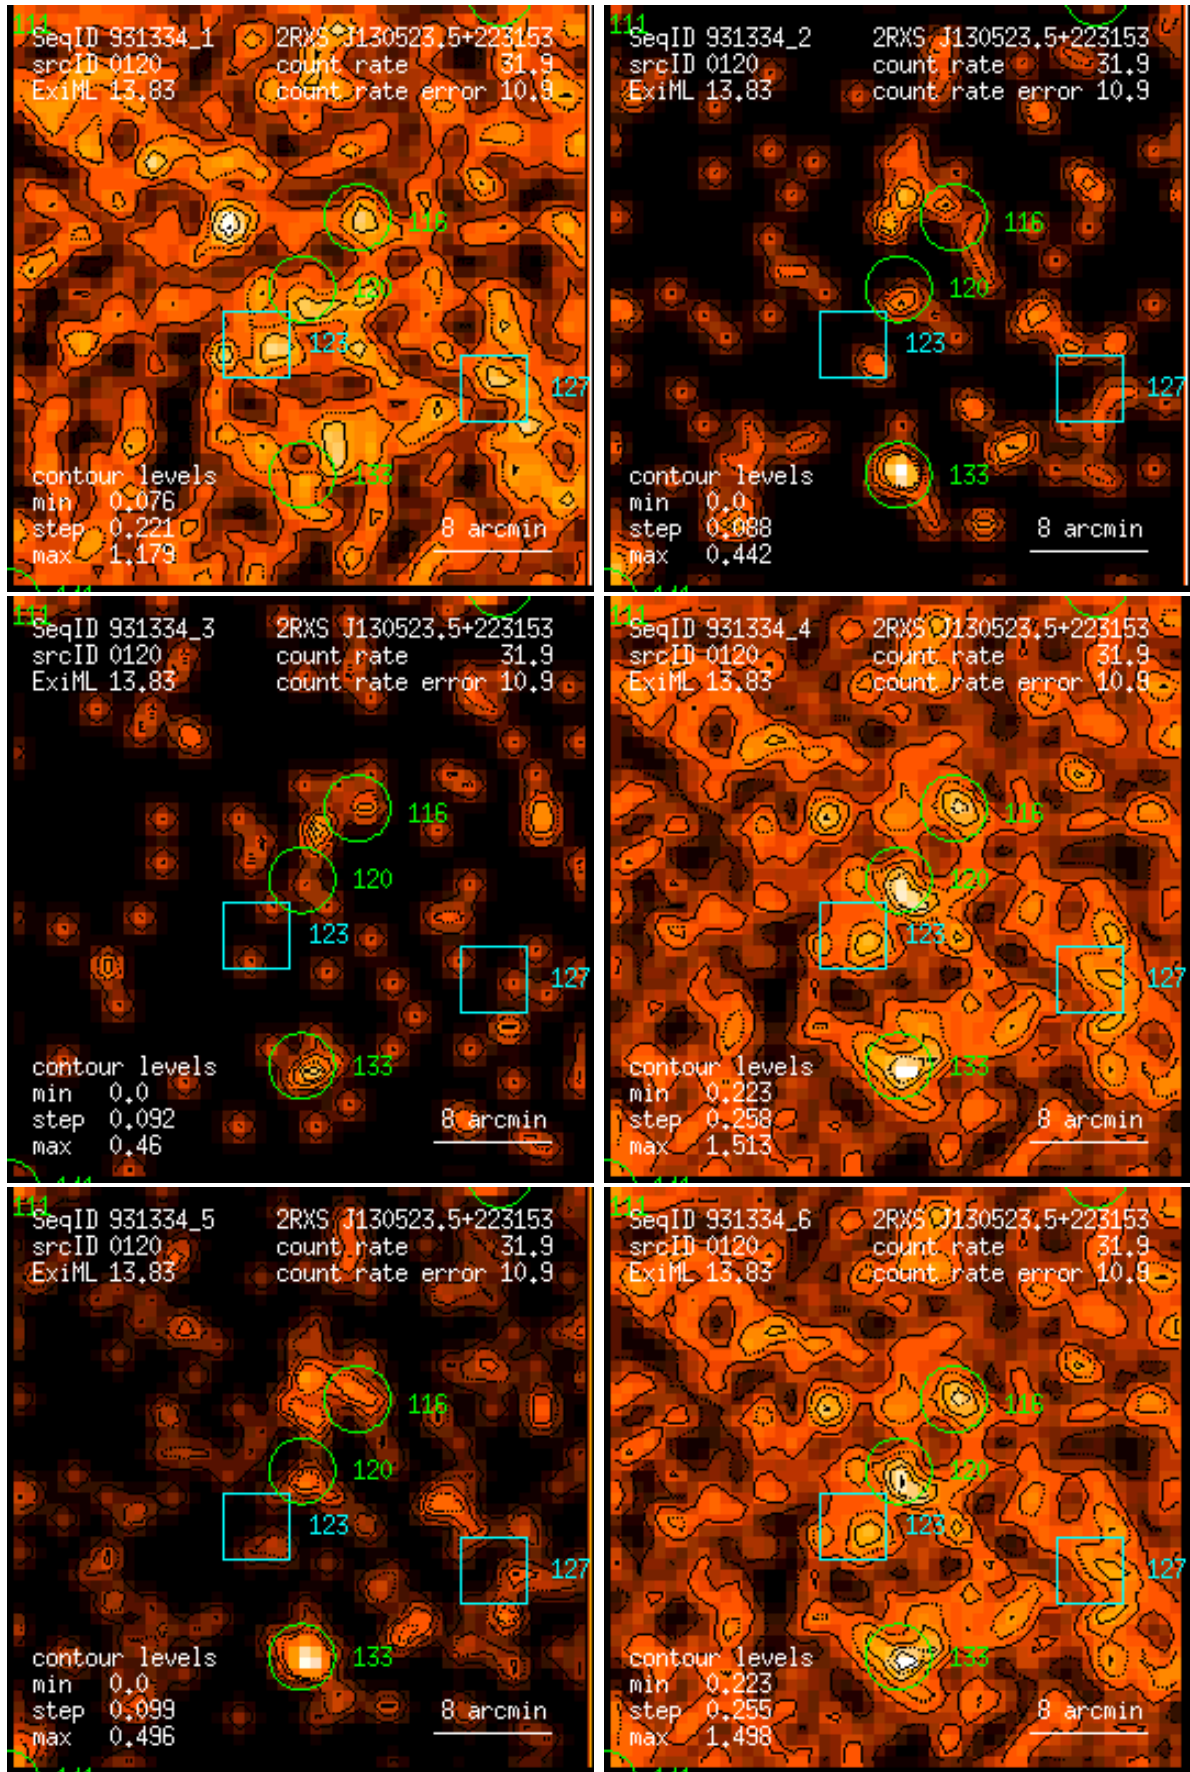 111
SeqID 931334_1 2RXS J130523.5+223153
srcID 0120 count rate 31.9
ExiML 13.83 count rate error 10.9
116
120
123
127
133
contour levels
min 0.076
step 0.221
max 1.179
8 arcmin
141
111
SeqID 931334_2 2RXS J130523.5+223153
srcID 0120 count rate 31.9
ExiML 13.83 count rate error 10.9
116
120
123
127
133
contour levels
min 0.0
step 0.088
max 0.442
8 arcmin
141
111
SeqID 931334_3 2RXS J130523.5+223153
srcID 0120 count rate 31.9
ExiML 13.83 count rate error 10.9
116
120
123
127
133
contour levels
min 0.0
step 0.092
max 0.46
8 arcmin
141
111
SeqID 931334_4 2RXS J130523.5+223153
srcID 0120 count rate 31.9
ExiML 13.83 count rate error 10.9
116
120
123
127
133
contour levels
min 0.223
step 0.258
max 1.513
8 arcmin
141
111
SeqID 931334_5 2RXS J130523.5+223153
srcID 0120 count rate 31.9
ExiML 13.83 count rate error 10.9
116
120
123
127
133
contour levels
min 0.0
step 0.099
max 0.496
8 arcmin
141
111
SeqID 931334_6 2RXS J130523.5+223153
srcID 0120 count rate 31.9
ExiML 13.83 count rate error 10.9
116
120
123
127
133
contour levels
min 0.223
step 0.255
max 1.498
8 arcmin
141